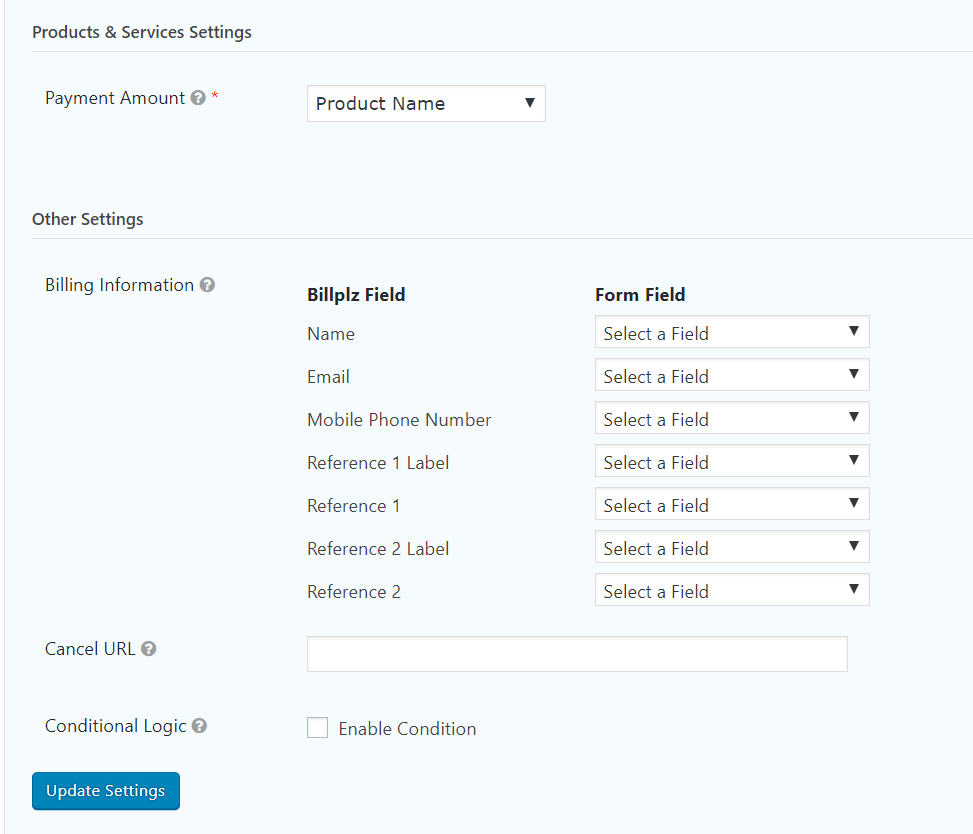 Products & Services Settings
Payment Amount ? *
Product Name
Other Settings
Billing Information ?
Billplz Field Form Field
Name Select a Field
Email Select a Field
Mobile Phone Number Select a Field
Reference 1 Label Select a Field
Reference 1 Select a Field
Reference 2 Label Select a Field
Reference 2 Select a Field
Cancel URL ?
Conditional Logic ?
Enable Condition
Update Settings